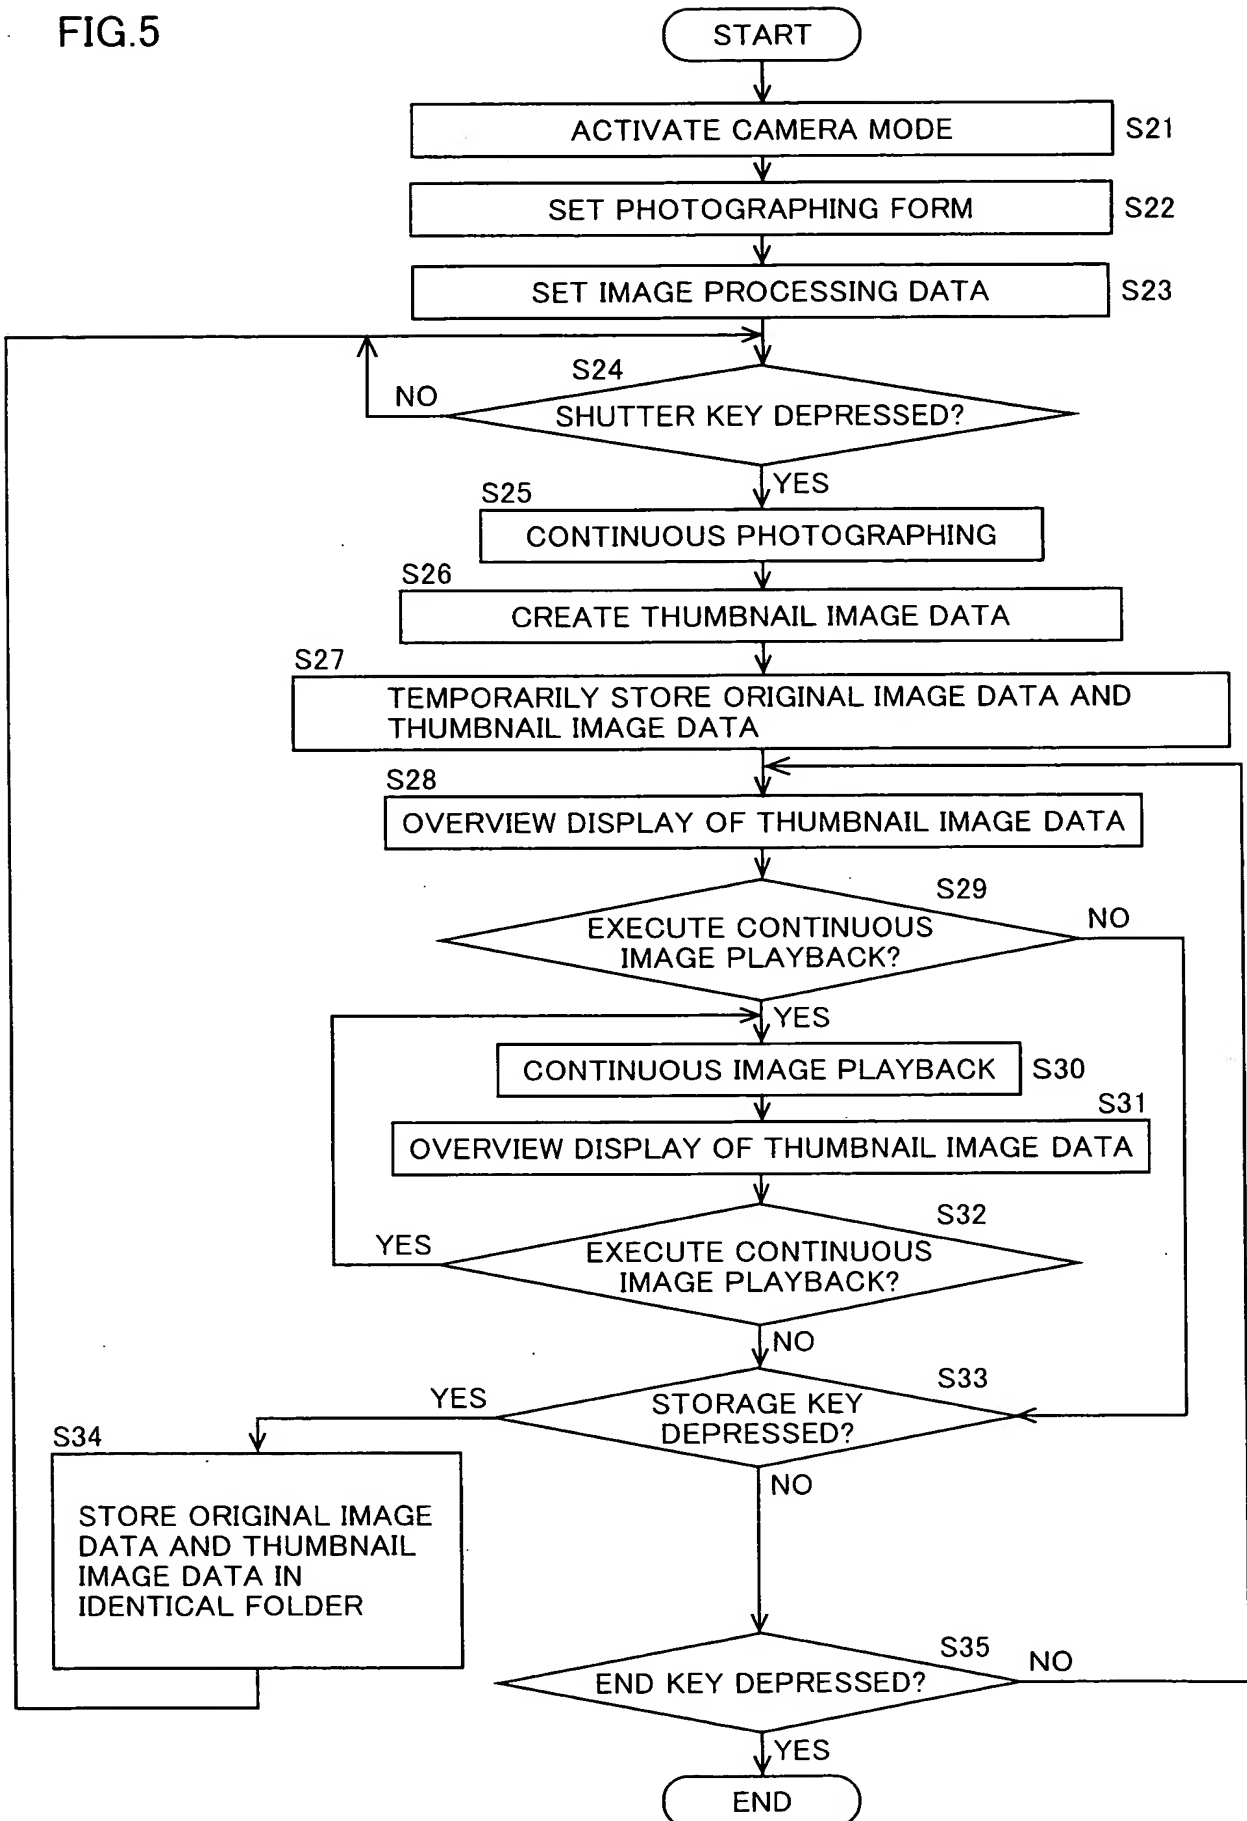 FIG.5
START
ACTIVATE CAMERA MODE
S21
SET PHOTOGRAPHING FORM
S22
SET IMAGE PROCESSING DATA
S23
S24
NO
SHUTTER KEY DEPRESSED?
YES
S25
CONTINUOUS PHOTOGRAPHING
S26
CREATE THUMBNAIL IMAGE DATA
S27
TEMPORARILY STORE ORIGINAL IMAGE DATA AND
THUMBNAIL IMAGE DATA
S28
OVERVIEW DISPLAY OF THUMBNAIL IMAGE DATA
S29
EXECUTE CONTINUOUS
IMAGE PLAYBACK?
NO
YES
CONTINUOUS IMAGE PLAYBACK
S30
S31
OVERVIEW DISPLAY OF THUMBNAIL IMAGE DATA
S32
YES
EXECUTE CONTINUOUS
IMAGE PLAYBACK?
NO
S33
YES
STORAGE KEY
DEPRESSED?
S34
NO
STORE ORIGINAL IMAGE
DATA AND THUMBNAIL
IMAGE DATA IN
IDENTICAL FOLDER
S35
END KEY DEPRESSED?
NO
YES
END